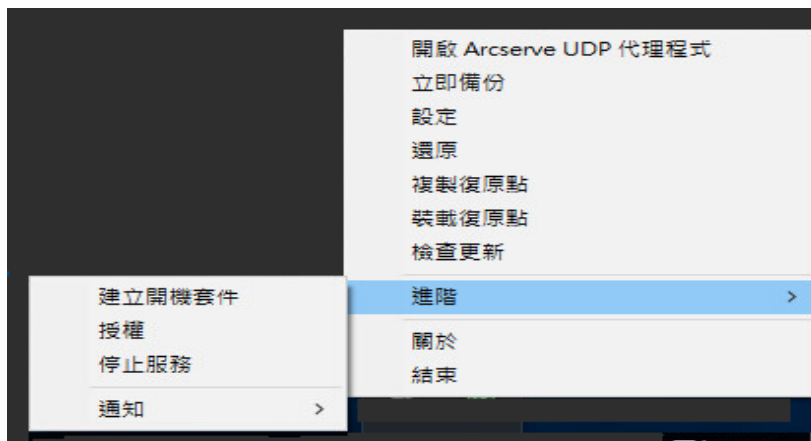 開啟 Arcserve UDP 代理程式
立即備份
設定
還原
複製復原點
裝載復原點
檢查更新
進階
關於
結束
建立開機套件
授權
停止服務
通知